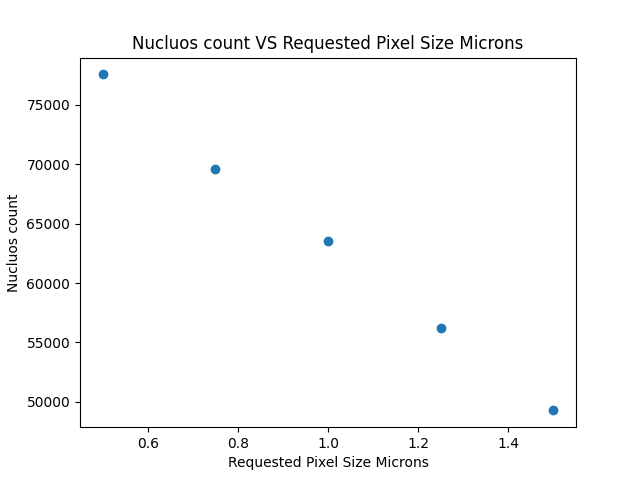 Nucluos count VS Requested Pixel Size Microns
75000
70000
65000
60000
55000
50000
Nucluos count
0.6 0.8 1.0 1.2 1.4
Requested Pixel Size Microns